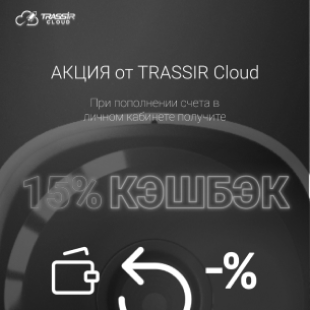 TRASSIR
CLOUD
АКЦИЯ от TRASSIR Cloud
При пополнении счета в
личном кабинете получите
15% КЭШБЭК
-%